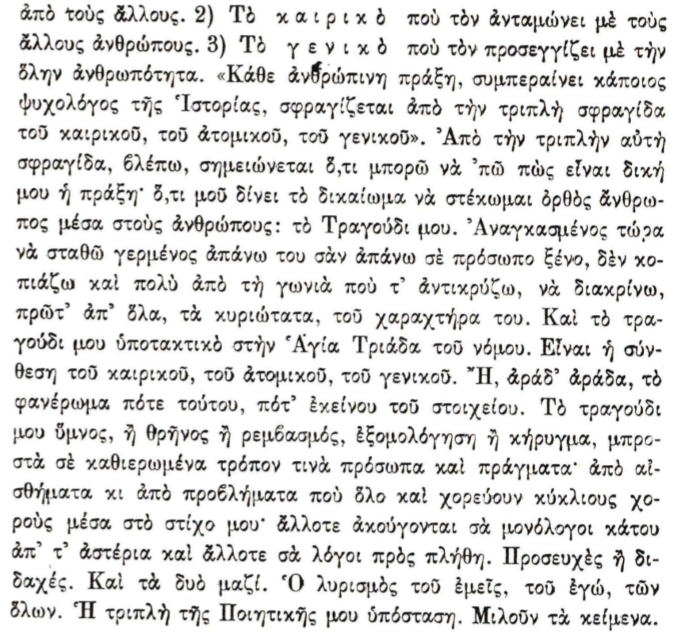 ἀπὸ τοὺς ἄλλους. 2) Τὸ καιρικὸ ποὺ τὸν ἀνταμώνει μὲ τοὺς
ἄλλους ἀνθρώπους. 3) Τὸ γενικὸ ποὺ τὸν προσεγγίζει μὲ τὴν
ὅλην ἀνθρωπότητα. «Κάθε ἀνθρώπινη πράξη, συμπεραίνει κάποιος
ψυχολόγος τῆς Ἱστορίας, σφραγίζεται ἀπὸ τὴν τριπλὴ σφραγίδα
τοῦ καιρικοῦ, τοῦ ἀτομικοῦ, τοῦ γενικοῦ». Ἀπὸ τὴν τριπλὴν αὐτὴ
σφραγίδα, βλέπω, σημειώνεται ὅ,τι μπορῶ νὰ ᾿πῶ πὼς εἶναι δική
μου ἡ πράξη· ὅ,τι μοῦ δίνει τὸ δικαίωμα νὰ στέκωμαι ὀρθὸς ἄνθρω-
πος μέσα στοὺς ἀνθρώπους: τὸ Τραγούδι μου. Ἀναγκασμένος τώρα
νὰ σταθῶ γερμένος ἀπάνω του σὰν ἀπάνω σὲ πρόσωπο ξένο, δὲν κο-
πιάζω καὶ πολὺ ἀπὸ τὴ γωνιὰ ποὺ τ᾿ ἀντικρύζω, νὰ διακρίνω,
πρῶτ᾿ ἀπ᾿ ὅλα, τὰ κυριώτατα, τοῦ χαραχτήρα του. Καὶ τὸ τρα-
γούδι μου ὑποτακτικὸ στὴν Ἁγία Τριάδα τοῦ νόμου. Εἶναι ἡ σύν-
θεση τοῦ καιρικοῦ, τοῦ ἀτομικοῦ, τοῦ γενικοῦ. Ἤ, ἀράδ᾿ ἀράδα, τὸ
φανέρωμα πότε τούτου, πότ᾿ ἐκείνου τοῦ στοιχείου. Τὸ τραγούδι
μου ὕμνος, ἢ θρῆνος ἢ ρεμβασμός, ἐξομολόγηση ἢ κήρυγμα, μπρο-
στὰ σὲ καθιερωμένα τρόπον τινὰ πρόσωπα καὶ πράγματα· ἀπὸ αἰ-
σθήματα κι ἀπὸ προβλήματα ποὺ ὅλο καὶ χορεύουν κύκλιους χο-
ροὺς μέσα στὸ στίχο μου· ἄλλοτε ἀκούγονται σὰ μονόλογοι κάτου
ἀπ᾿ τ᾿ ἀστέρια καὶ ἄλλοτε σὰ λόγοι πρὸς πλήθη. Προσευχὲς ἢ δι-
δαχές. Καὶ τὰ δυὸ μαζί. Ὁ λυρισμὸς τοῦ ἐμεῖς, τοῦ ἐγώ, τῶν
ὅλων. Ἡ τριπλὴ τῆς Ποιητικῆς μου ὑπόσταση. Μιλοῦν τὰ κείμενα.